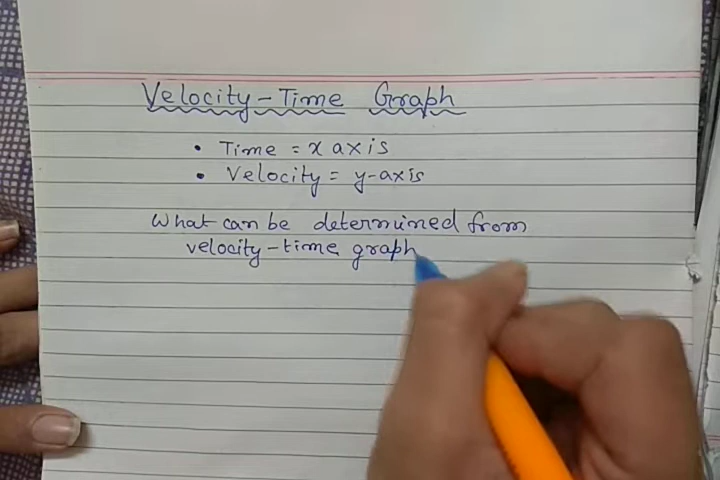 Velocity-Time Graph
• Time = x axis
• Velocity = y-axis
What can be determined from
velocity-time graph